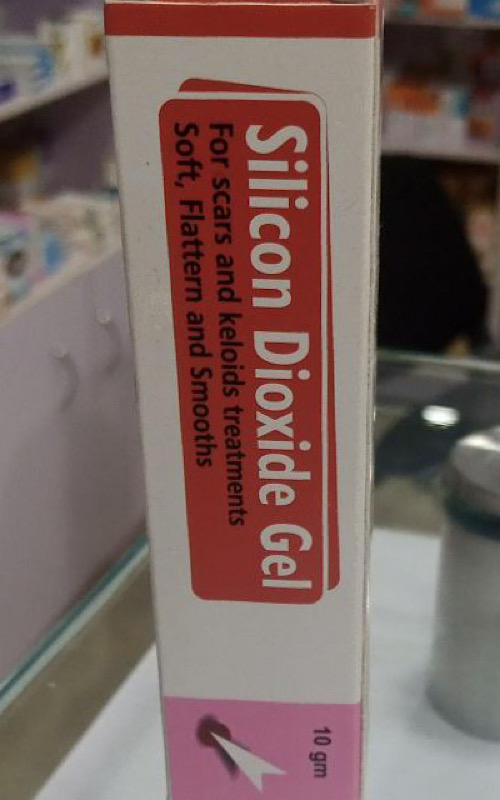 Silicon Dioxide Gel
For scars and keloids treatments
Soft, Flattern and Smooths
10 gm